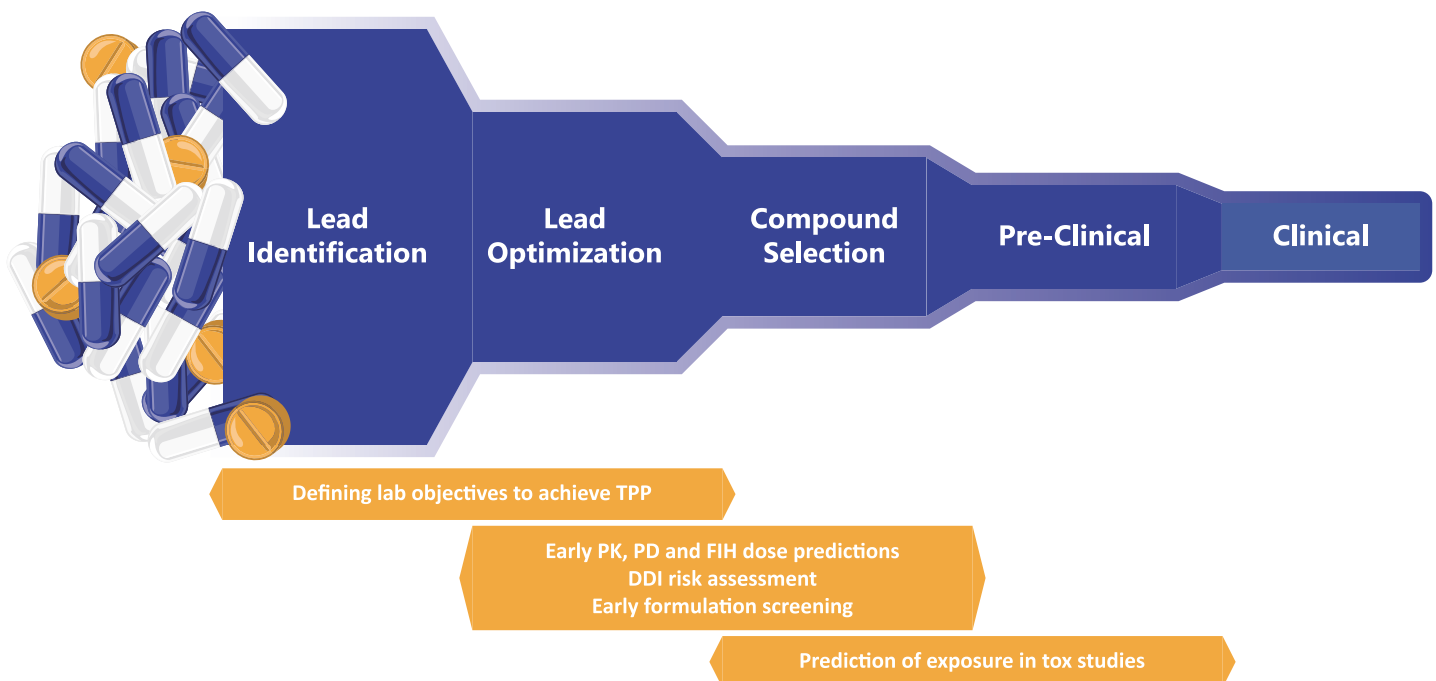 Lead
Identification
Lead
Optimization
Compound
Selection
Pre-Clinical
Clinical
Defining lab objectives to achieve TPP
Early PK, PD and FIH dose predictions
DDI risk assessment
Early formulation screening
Prediction of exposure in tox studies